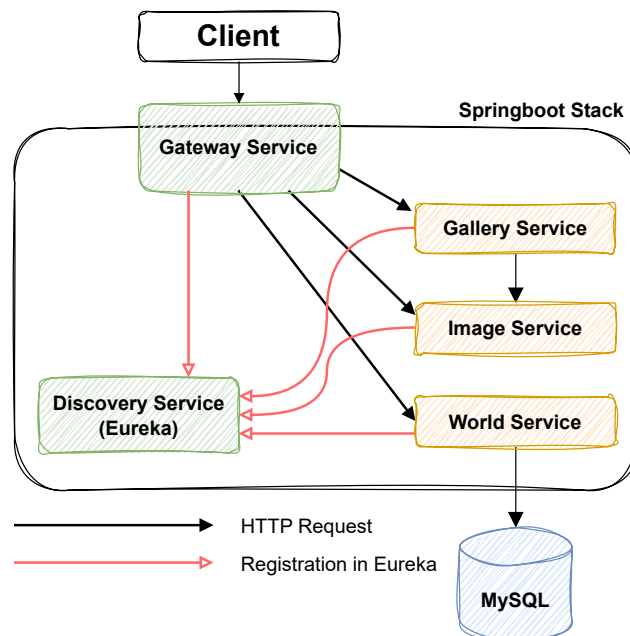 Client
Springboot Stack
Gateway Service
Gallery Service
Image Service
Discovery Service
(Eureka)
World Service
HTTP Request
Registration in Eureka
MySQL